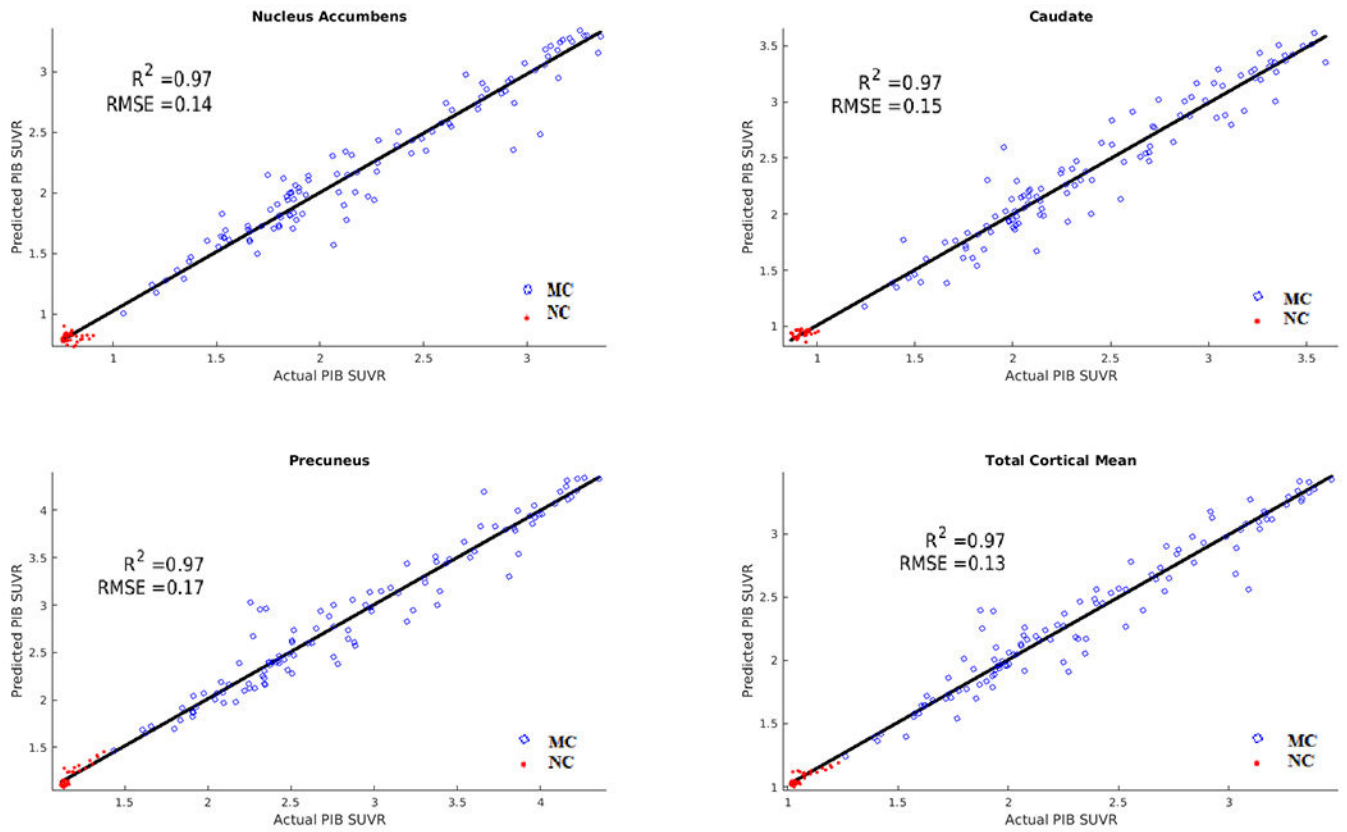 Nucleus Accumbens
R² =0.97
RMSE =0.14
Predicted PIB SUVR
3
2.5
2
1.5
1
MC
NC
1 1.5 2 2.5 3
Actual PIB SUVR
Caudate
R² =0.97
RMSE =0.15
Predicted PIB SUVR
3.5
3
2.5
2
1.5
1
MC
NC
1 1.5 2 2.5 3 3.5
Actual PIB SUVR
Precuneus
R² =0.97
RMSE =0.17
Predicted PIB SUVR
4
3.5
3
2.5
2
1.5
MC
NC
1.5 2 2.5 3 3.5 4
Actual PIB SUVR
Total Cortical Mean
R² =0.97
RMSE =0.13
Predicted PIB SUVR
3
2.5
2
1.5
1
MC
NC
1 1.5 2 2.5 3
Actual PIB SUVR